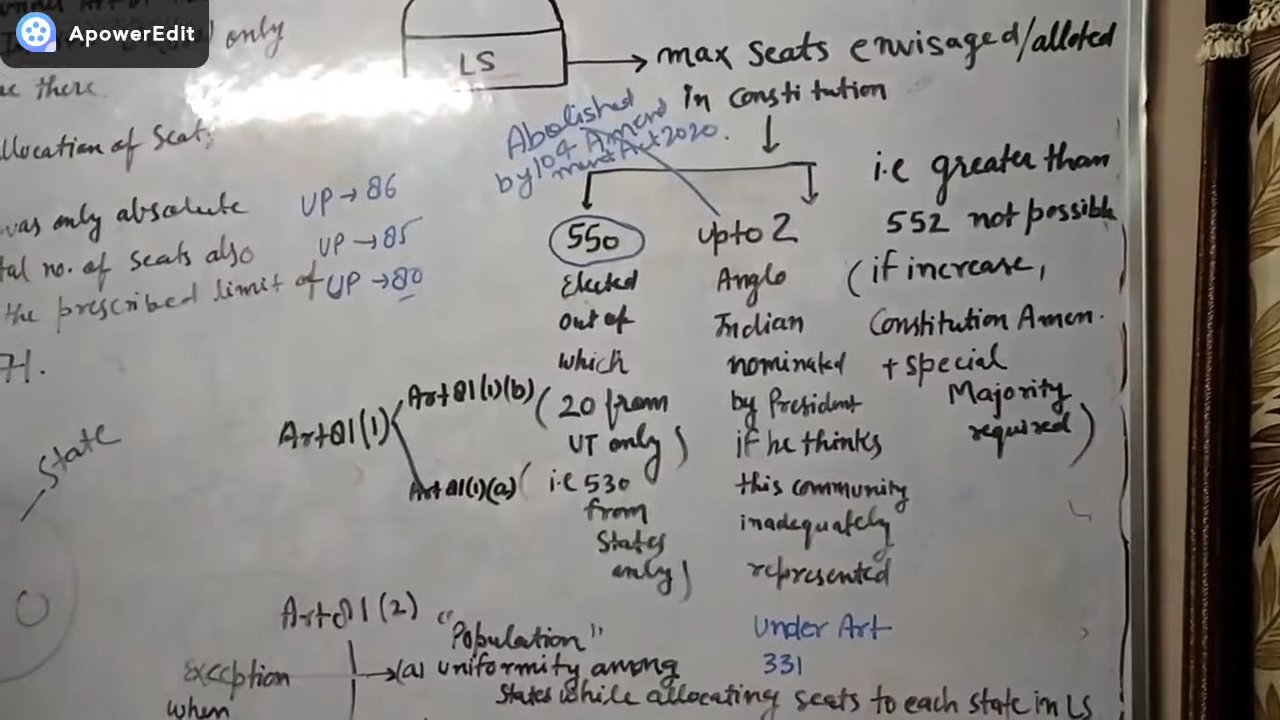 ApowerEdit
only
there
LS
max seats envisaged/alloted
in constitution
Abolished
by 104 Amend
ment Act 2020.
llocation of Seat
was only absolute
tal no. of seats also
the prescribed limit of
UP → 86
UP → 85
UP → 80
71.
State
550
Elected
out of
which
(20 from
UT only)
(i.e 530
from
States
only)
upto 2
Anglo
Indian
nominated
by President
if he thinks
this community
inadequately
represented
under Art
331
i.e greater than
552 not possible
(if increase,
Constitution Amen.
+ special
Majority
required)
Art 81(1)
Art 81(1)(b)
Art 81(1)(a)
Art 81(2)
"Population"
Exception
when
→ (a) uniformity among
States while allocating seats to each state in LS